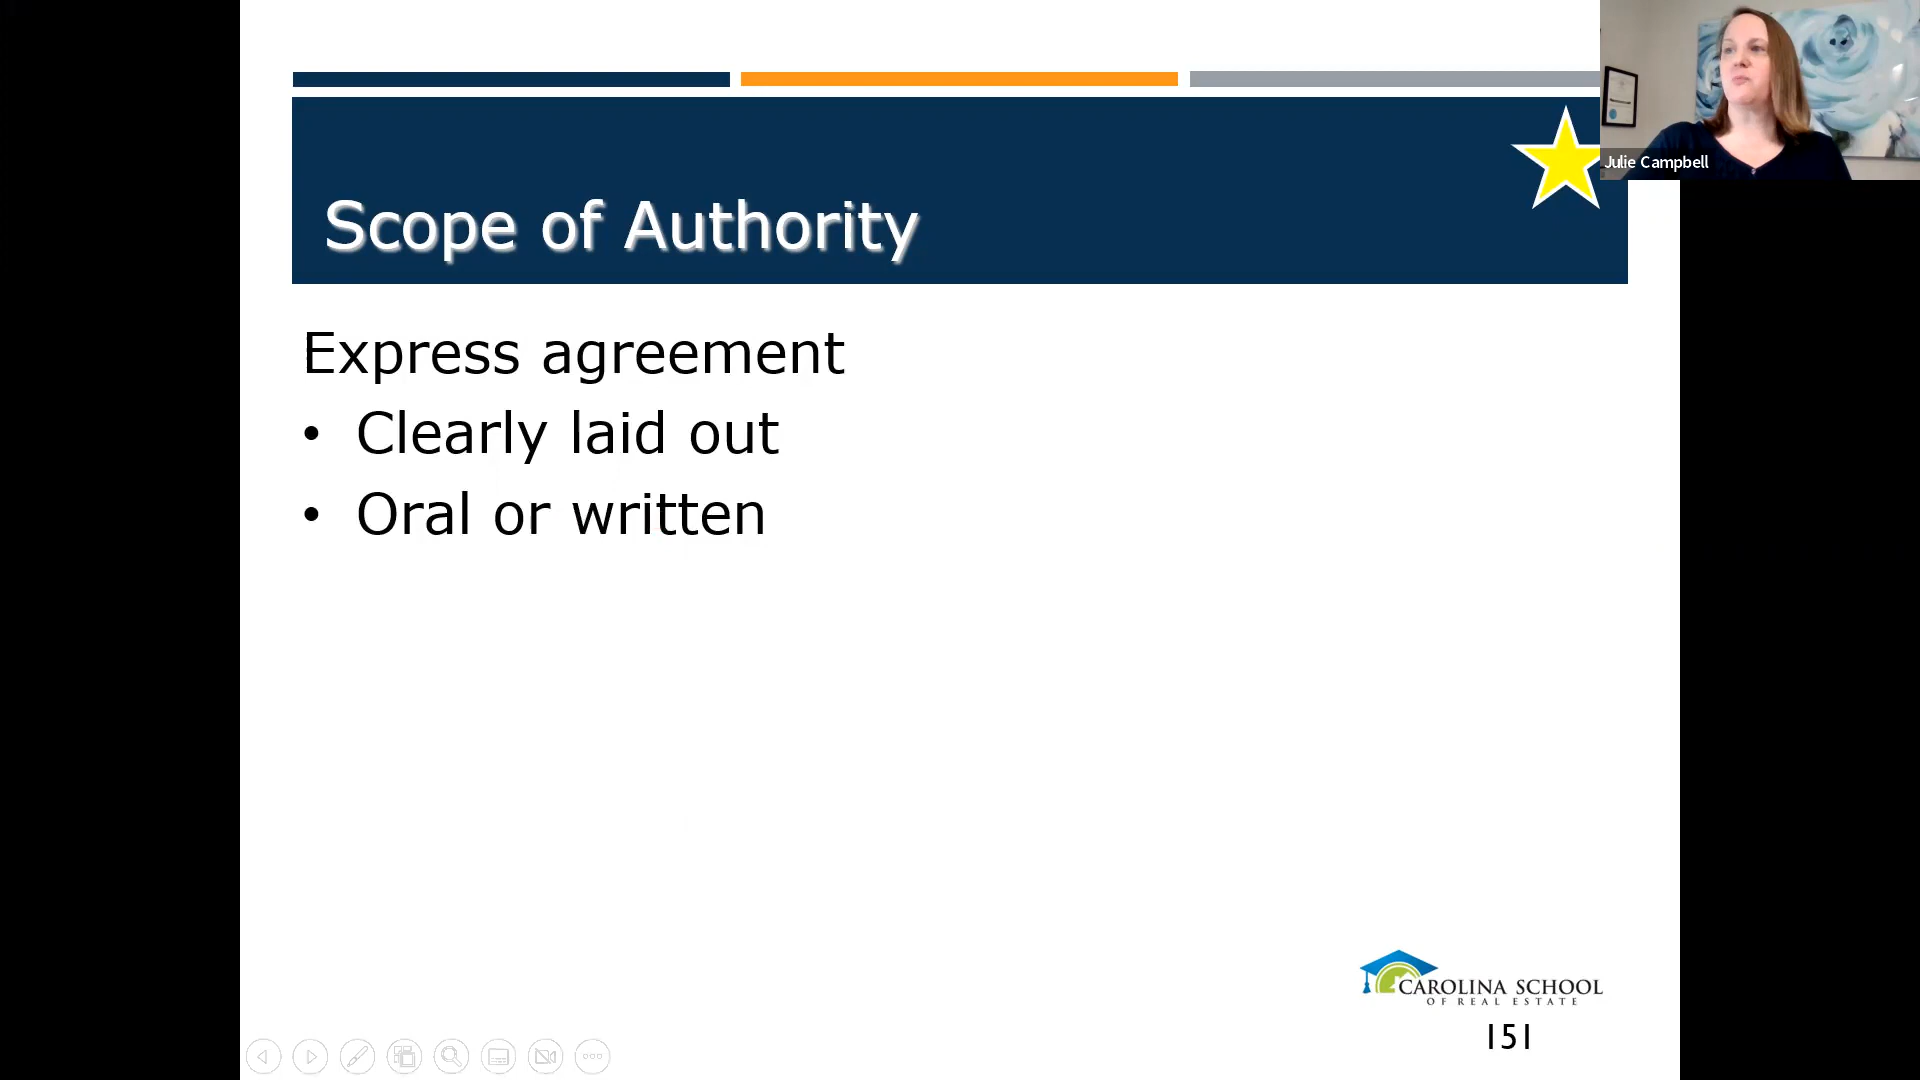 Julie Campbell
Scope of Authority
Express agreement
• Clearly laid out
• Oral or written
CAROLINA SCHOOL
OF REAL ESTATE
151